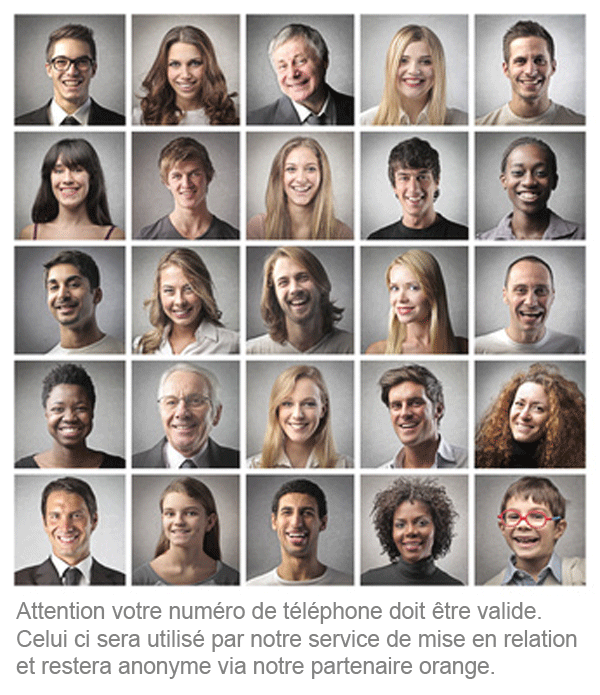 Attention votre numéro de téléphone doit être valide.
Celui ci sera utilisé par notre service de mise en relation
et restera anonyme via notre partenaire orange.